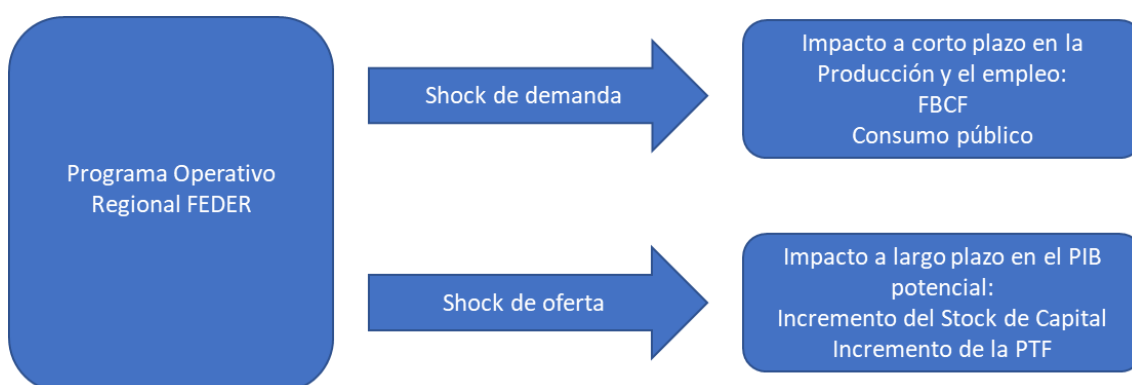 Programa Operativo
Regional FEDER
Shock de demanda
Impacto a corto plazo en la
Producción y el empleo:
FBCF
Consumo público
Shock de oferta
Impacto a largo plazo en el PIB
potencial:
Incremento del Stock de Capital
Incremento de la PTF